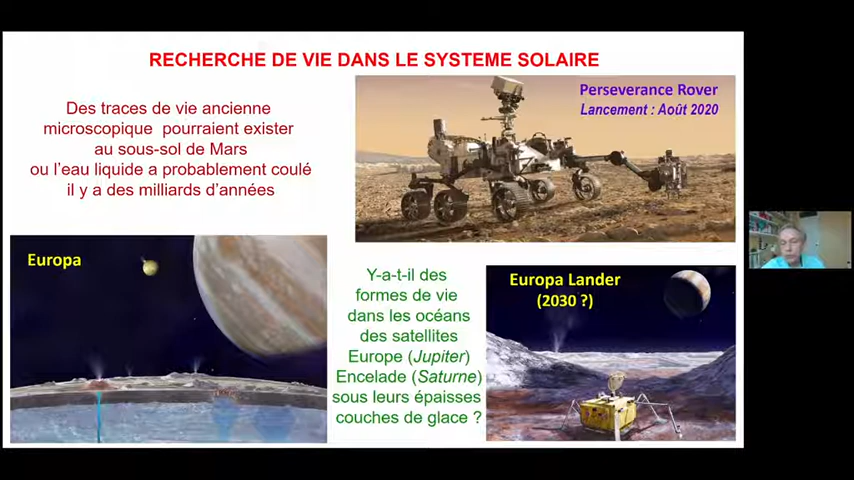 RECHERCHE DE VIE DANS LE SYSTEME SOLAIRE
Des traces de vie ancienne
microscopique pourraient exister
au sous-sol de Mars
ou l'eau liquide a probablement coulé
il y a des milliards d'années
Perseverance Rover
Lancement : Août 2020
Europa
Y-a-t-il des
formes de vie
dans les océans
des satellites
Europe (Jupiter)
Encelade (Saturne)
sous leurs épaisses
couches de glace ?
Europa Lander
(2030 ?)